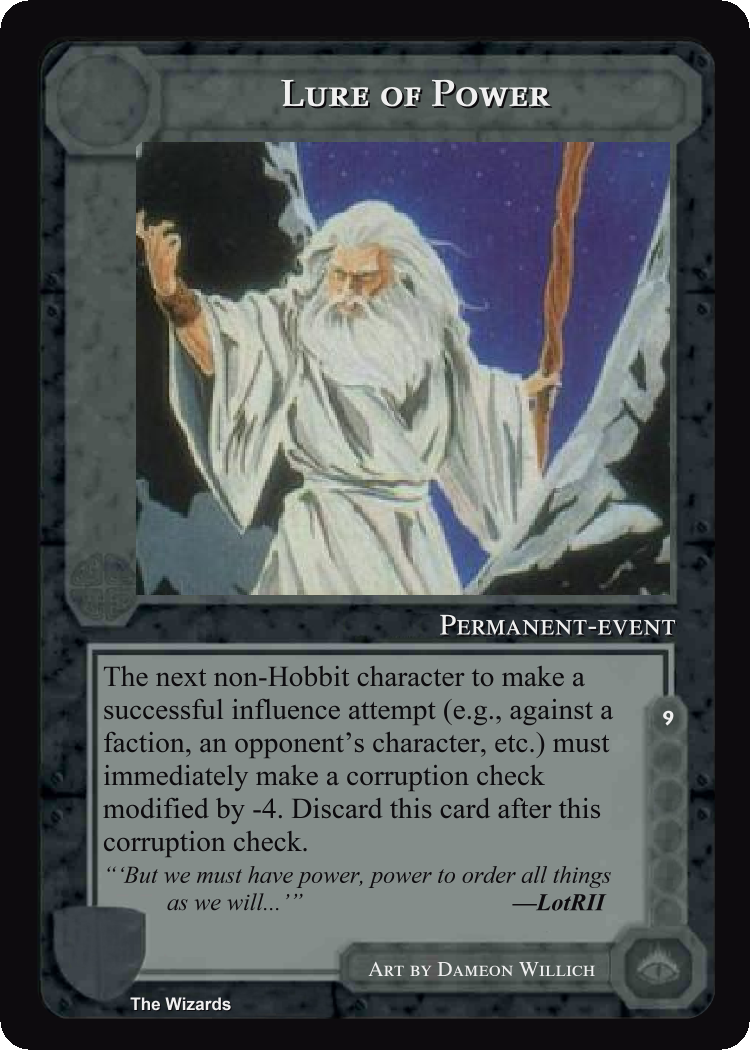 Lure of Power
Permanent-event
The next non-Hobbit character to make a
successful influence attempt (e.g., against a
faction, an opponent’s character, etc.) must
immediately make a corruption check
modified by -4. Discard this card after this
corruption check.
9
“‘But we must have power, power to order all things
as we will...’” —LotRII
Art by Dameon Willich
The Wizards